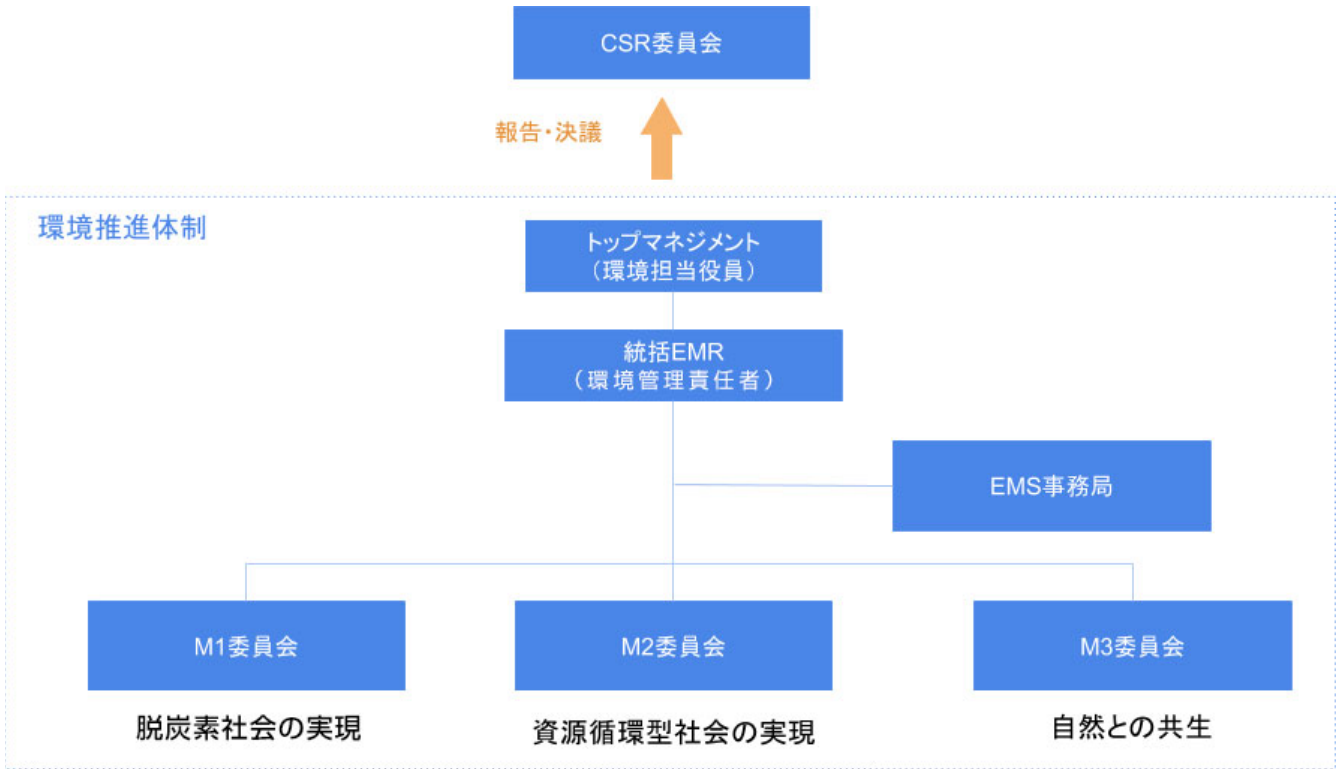 CSR委員会
報告・決議
環境推進体制
トップマネジメント
（環境担当役員）
統括EMR
（環境管理責任者）
EMS事務局
M1委員会
M2委員会
M3委員会
脱炭素社会の実現
資源循環型社会の実現
自然との共生